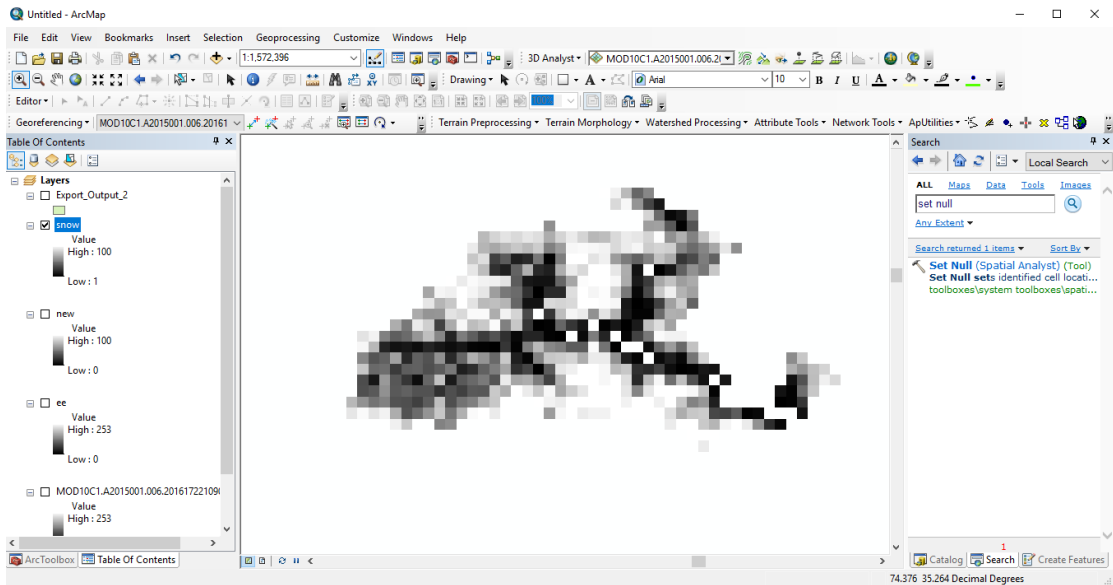 Untitled - ArcMap
File Edit View Bookmarks Insert Selection Geoprocessing Customize Windows Help
1:1,572,396 3D Analyst MOD10C1.A2015001.006.2(
Drawing A Arial 10 B I U A
Editor 100%
Georeferencing MOD10C1.A2015001.006.20161 Terrain Preprocessing Terrain Morphology Watershed Processing Attribute Tools Network Tools ApUtilities
Table Of Contents
Layers
Export_Output_2
snow
Value
High : 100
Low : 1
new
Value
High : 100
Low : 0
ee
Value
High : 253
Low : 0
MOD10C1.A2015001.006.201617221090
Value
High : 253
ArcToolbox Table Of Contents
Search
Local Search
ALL Maps Data Tools Images
set null
Any Extent
Search returned 1 items Sort By
Set Null (Spatial Analyst) (Tool)
Set Null sets identified cell locati...
toolboxes\system toolboxes\spati...
1
Catalog Search Create Features
74.376 35.264 Decimal Degrees